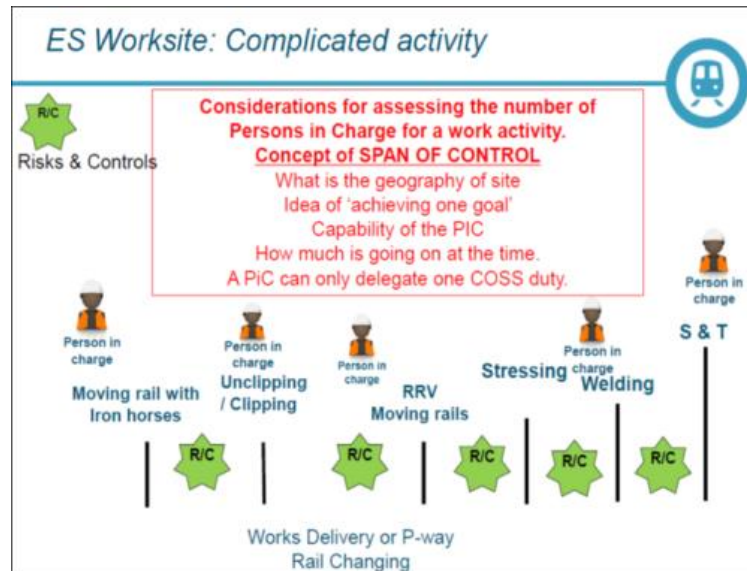 ES Worksite: Complicated activity
R/C
Risks & Controls
Considerations for assessing the number of
Persons in Charge for a work activity.
Concept of SPAN OF CONTROL
What is the geography of site
Idea of ‘achieving one goal’
Capability of the PIC
How much is going on at the time.
A PiC can only delegate one COSS duty.
Person in
charge
Moving rail with
Iron horses
Person in
charge
Unclipping
/ Clipping
Person in
charge
RRV
Moving rails
Stressing
Person in
charge
Welding
Person in
charge
S & T
R/C
R/C
R/C
R/C
R/C
Works Delivery or P-way
Rail Changing